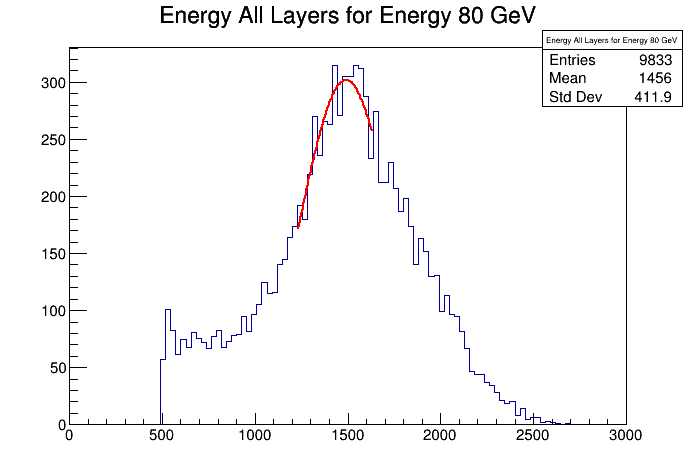 Energy All Layers for Energy 80 GeV
Energy All Layers for Energy 80 GeV
Entries 9833
Mean 1456
Std Dev 411.9
300
250
200
150
100
50
0
0 500 1000 1500 2000 2500 3000